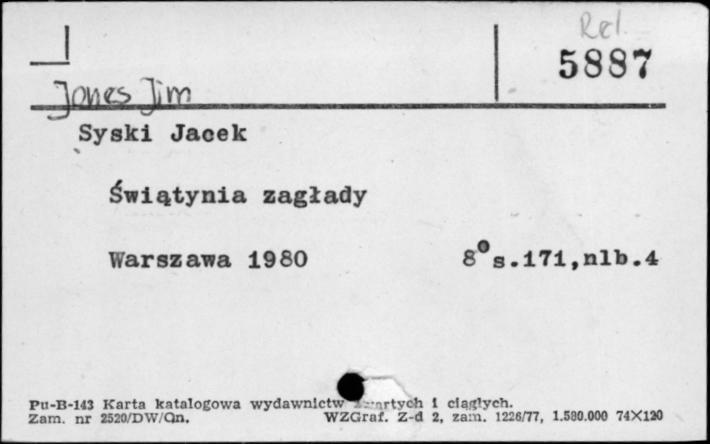 Rel.
5887
Jones Jim
Syski Jacek
Świątynia zagłady
Warszawa 1980 8° s.171,nlb.4
Pu-B-143 Karta katalogowa wydawnictw zwartych i ciągłych.
Zam. nr 2520/DW/Qn. WZGraf. Z-d 2, zam. 1226/77, 1.580.000 74X120